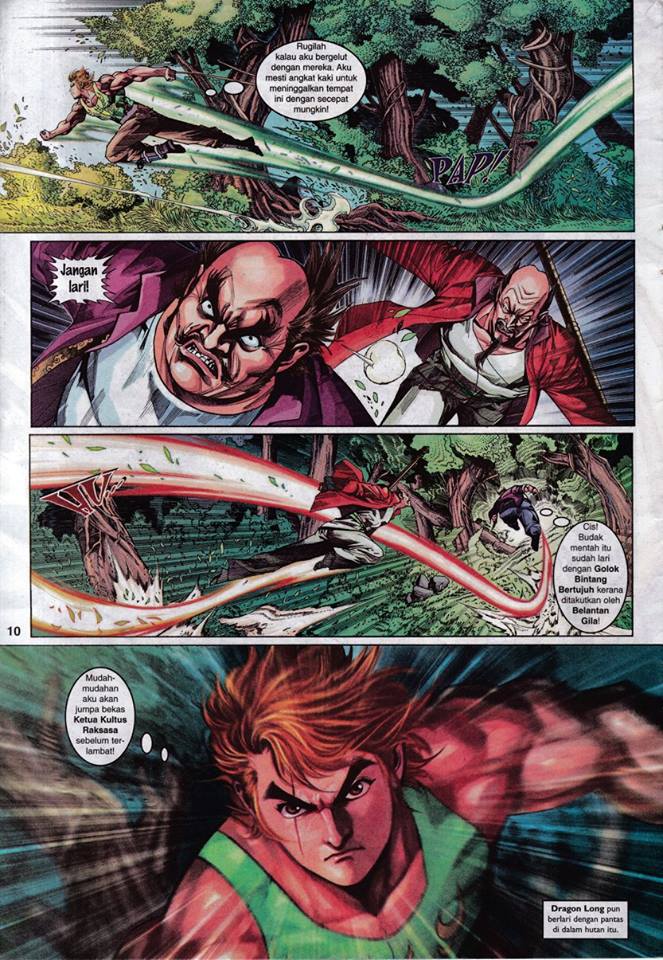 Rugilah
kalau aku bergelut
dengan mereka. Aku
mesti angkat kaki untuk
meninggalkan tempat
ini dengan secepat
mungkin!
PAP!
Jangan
lari!
Cis!
Budak
mentah itu
sudah lari
dengan Golok
Bintang
Bertujuh kerana
ditakutkan oleh
Belantan
Gila!
10
Mudah-
mudahan
aku akan
jumpa bekas
Ketua Kultus
Raksasa
sebelum ter-
lambat!
Dragon Long pun
berlari dengan pantas
di dalam hutan itu.